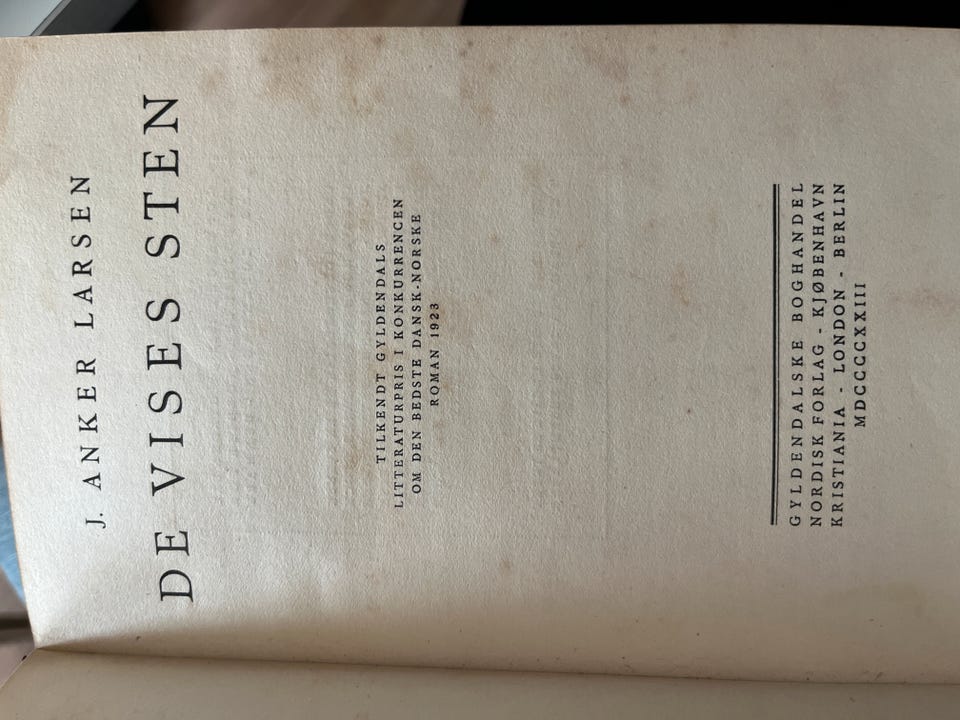 J. ANKER LARSEN
DE VISES STEN
TILKENDT GYLDENDALS
LITTERATURPRIS I KONKURRENCEN
OM DEN BEDSTE DANSK-NORSKE
ROMAN 1923
GYLDENDALSKE BOGHANDEL
NORDISK FORLAG - KJØBENHAVN
KRISTIANIA - LONDON - BERLIN
MDCCCCXXIII